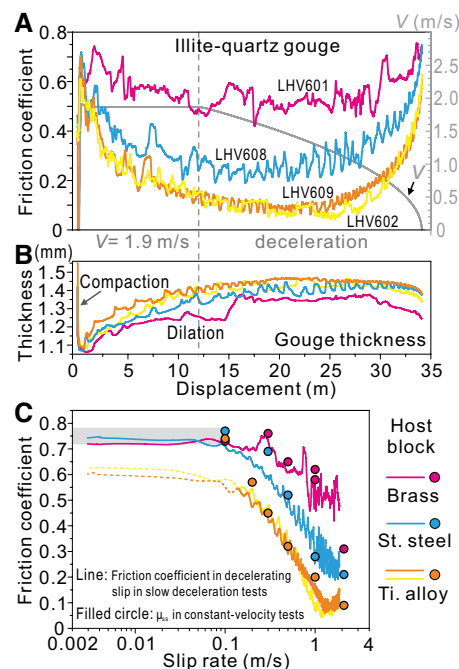 A
V (m/s)
Illite-quartz gouge
LHV601
LHV608
LHV609
LHV602
V
Friction coefficient
0.8
0.6
0.4
0.2
0
3.0
2.5
2.0
1.5
1.0
0.5
0
V= 1.9 m/s
deceleration
B
(mm)
Thickness
1.5
1.4
1.3
1.2
1.1
Compaction
Dilation
Gouge thickness
0 5 10 15 20 25 30 35
Displacement (m)
C
Friction coefficient
0.8
0.7
0.6
0.5
0.4
0.3
0.2
0.1
0
Line: Friction coefficient in decelerating
slip in slow deceleration tests
Filled circle: μss in constant-velocity tests
0.002 0.01 0.1 1 4
Slip rate (m/s)
Host
block
Brass
St. steel
Ti. alloy